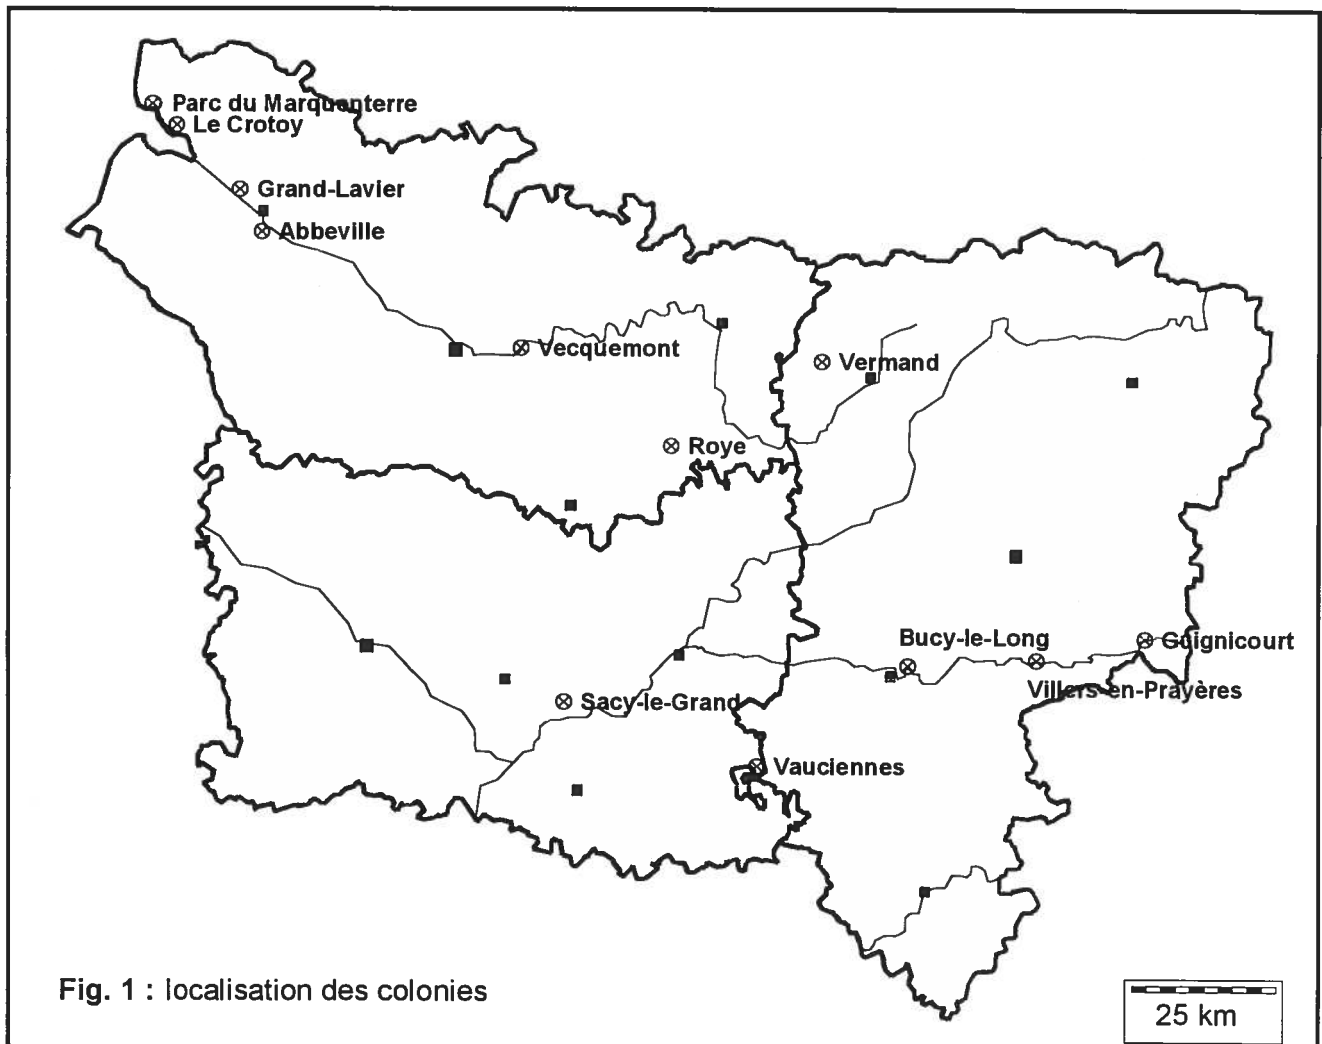 Parc du Marquenterre
Le Crotoy
Grand-Lavier
Abbeville
Vecquemont
Vermand
Roye
Bucy-le-Long
Guignicourt
Villers-en-Prayères
Sacy-le-Grand
Vauciennes
Fig. 1 : localisation des colonies
25 km